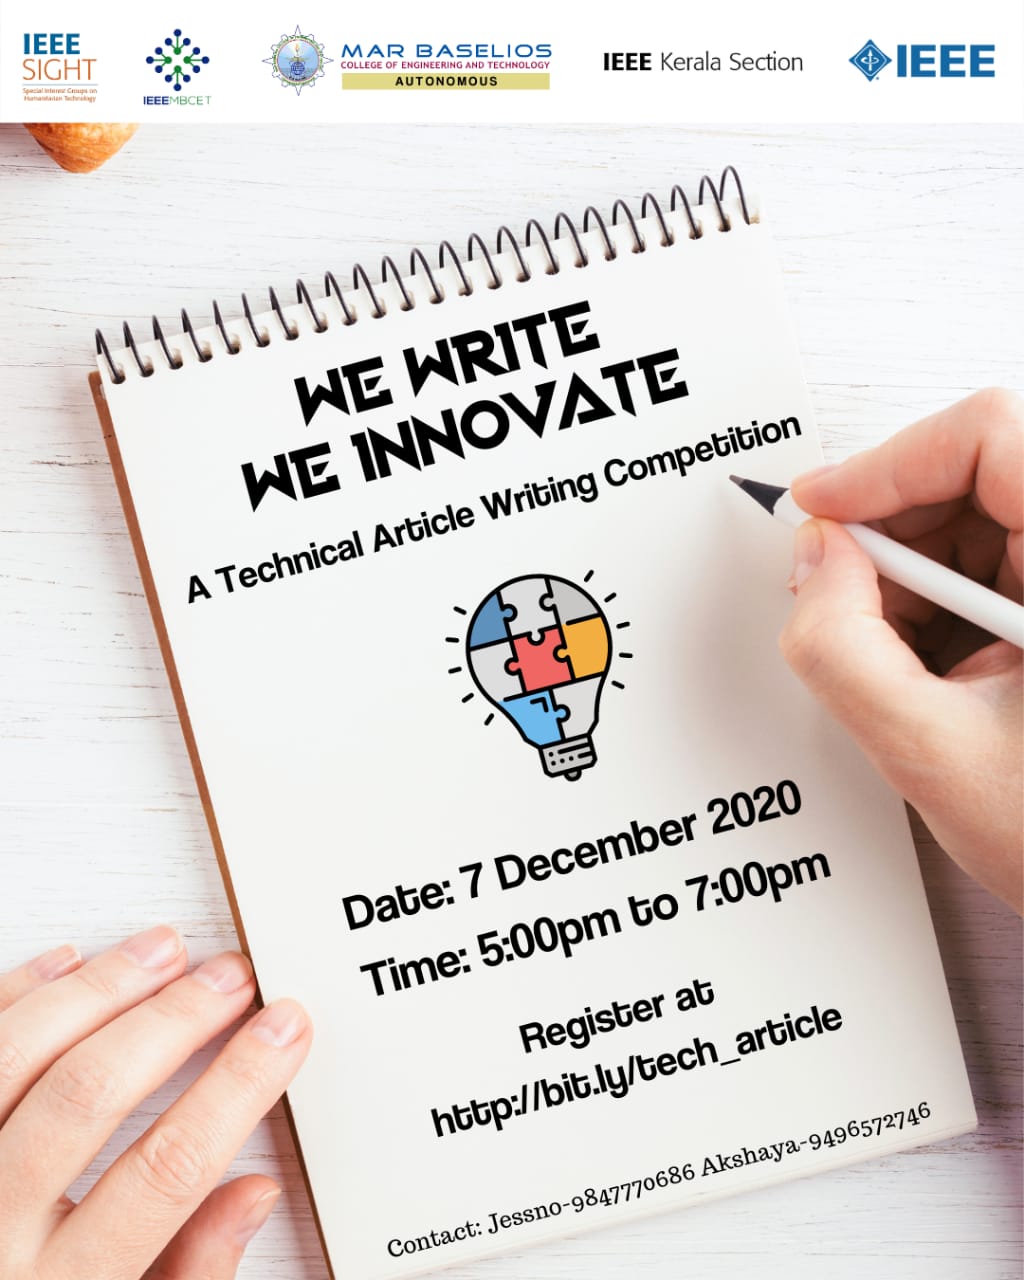 IEEE
SIGHT
Special Interest Groups on
Humanitarian Technology
IEEEMBCET
MAR BASELIOS
COLLEGE OF ENGINEERING AND TECHNOLOGY
AUTONOMOUS
IEEE Kerala Section
IEEE
WE WRITE
WE INNOVATE
A Technical Article Writing Competition
Date: 7 December 2020
Time: 5:00pm to 7:00pm
Register at
http://bit.ly/tech_article
Contact: Jessno-9847770686 Akshaya-9496572746